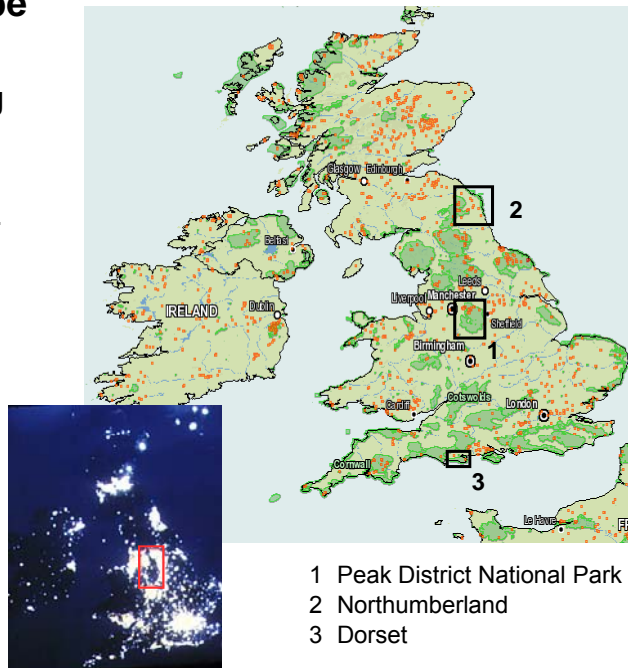 be
g
Glasgow Edinburgh
2
Belfast
Leeds
IRELAND
Dublin
Liverpool Manchester
Sheffield
1
Birmingham
Cotswolds
Cardiff
London
Cornwall
3
Le Havre
FR
1 Peak District National Park
2 Northumberland
3 Dorset